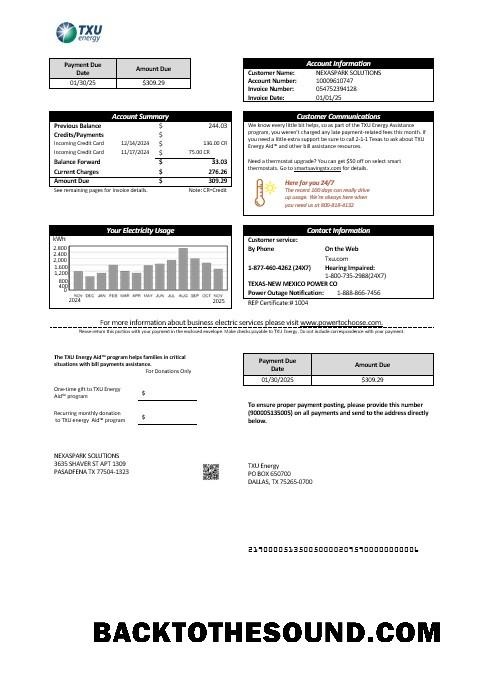 TXU
energy
Payment Due
Date
Amount Due
01/30/25
$309.29
Account Information
Customer Name: NEXASPARK SOLUTIONS
Account Number: 10009610747
Invoice Number: 054752394128
Invoice Date: 01/01/25
Account Summary
Previous Balance $ 244.03
Credits/Payments
Incoming Credit Card 12/14/2024 $ 136.00 CR
Incoming Credit Card 11/17/2024 $ 75.00 CR
Balance Forward $ 33.03
Current Charges $ 276.26
Amount Due $ 309.29
See remaining pages for invoice details. Note: CR=Credit
Customer Communications
We know every little bit helps, so as part of the TXU Energy Assistance
program, you weren't charged any late payment-related fees this month. If
you need a little extra support be sure to call 2-1-1 Texas to ask about TXU
Energy Aid™ and other bill assistance resources.
Need a thermostat upgrade? You can get $50 off on select smart
thermostats. Go to smartsavingstx.com for details.
Here for you 24/7
The recent 100 days can really drive
up usage. We're always here when
you need us at 800-818-6132
Your Electricity Usage
kWh
2,800
2,400
2,000
1,600
1,200
800
400
0
NOV DEC JAN FEB MAR APR MAY JUN JUL AUG SEP OCT NOV
2024 2025
Contact Information
Customer service:
By Phone On the Web
Txu.com
1-877-460-4262 (24X7) Hearing Impaired:
1-800-735-2988(24X7)
TEXAS-NEW MEXICO POWER CO
Power Outage Notification: 1-888-866-7456
REP Certificate # 1004
For more information about business electric services please visit www.powertochoose.com.
Please return this portion with your payment in the enclosed envelope. Make checks payable to TXU Energy. Do not include correspondence with your payment.
The TXU Energy Aid™ program helps families in critical
situations with bill payments assistance.
For Donations Only
One-time gift to TXU Energy
Aid™ program
$
Recurring monthly donation
to TXU energy Aid™ program
$
Payment Due
Date
Amount Due
01/30/2025
$309.29
To ensure proper payment posting, please provide this number
(900005135005) on all payments and send to the address directly
below.
NEXASPARK SOLUTIONS
3635 SHAVER ST APT 1309
PASADFENA TX 77504-1323
TXU Energy
PO BOX 650700
DALLAS, TX 75265-0700
BACKTOTHESOUND.COM